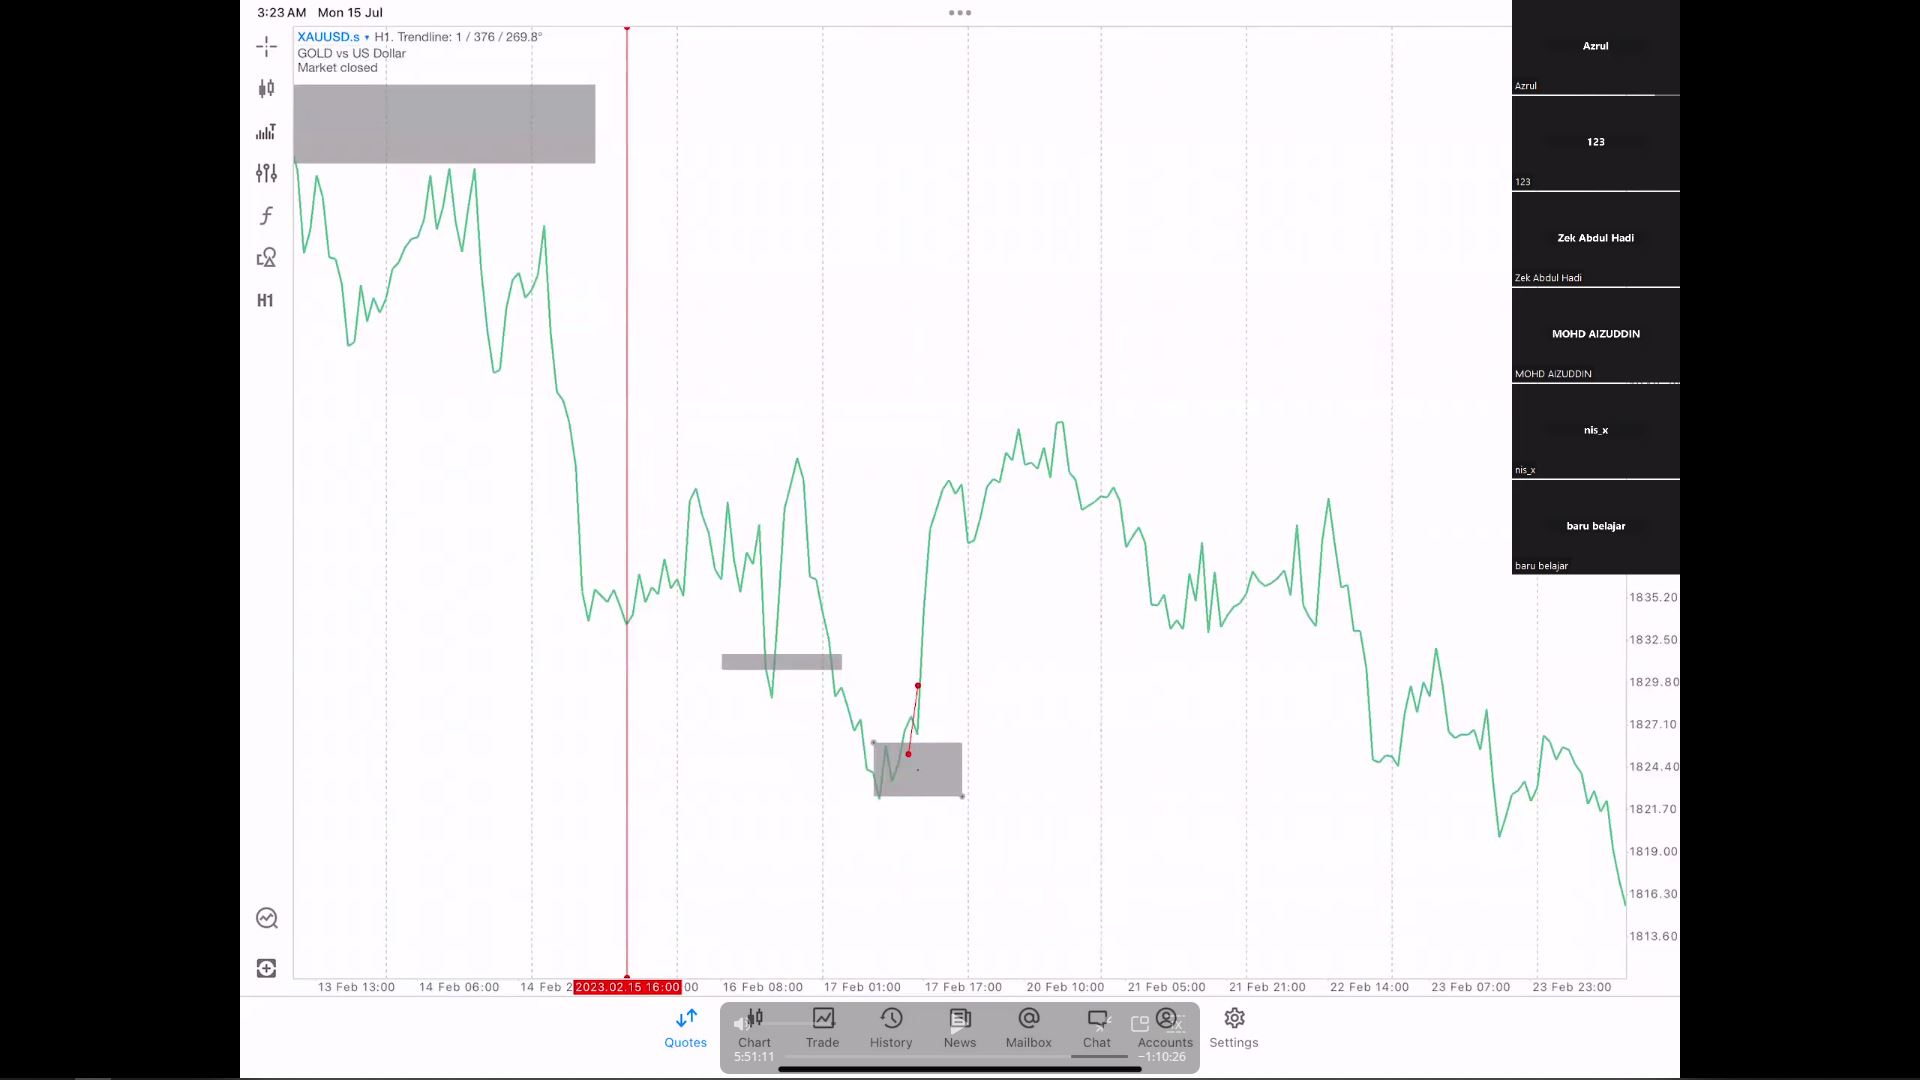 3:23 AM Mon 15 Jul
XAUUSD.s ▾ H1. Trendline: 1 / 376 / 269.8°
GOLD vs US Dollar
Market closed
H1
Azrul
Azrul
123
123
Zek Abdul Hadi
Zek Abdul Hadi
MOHD AIZUDDIN
MOHD AIZUDDIN
nis_x
nis_x
baru belajar
baru belajar
1835.20
1832.50
1829.80
1827.10
1824.40
1821.70
1819.00
1816.30
1813.60
13 Feb 13:00 14 Feb 06:00 14 Feb 2 2023.02.15 16:00 00 16 Feb 08:00 17 Feb 01:00 17 Feb 17:00 20 Feb 10:00 21 Feb 05:00 21 Feb 21:00 22 Feb 14:00 23 Feb 07:00 23 Feb 23:00
Quotes Chart Trade History News Mailbox Chat Accounts Settings
5:51:11 −1:10:26